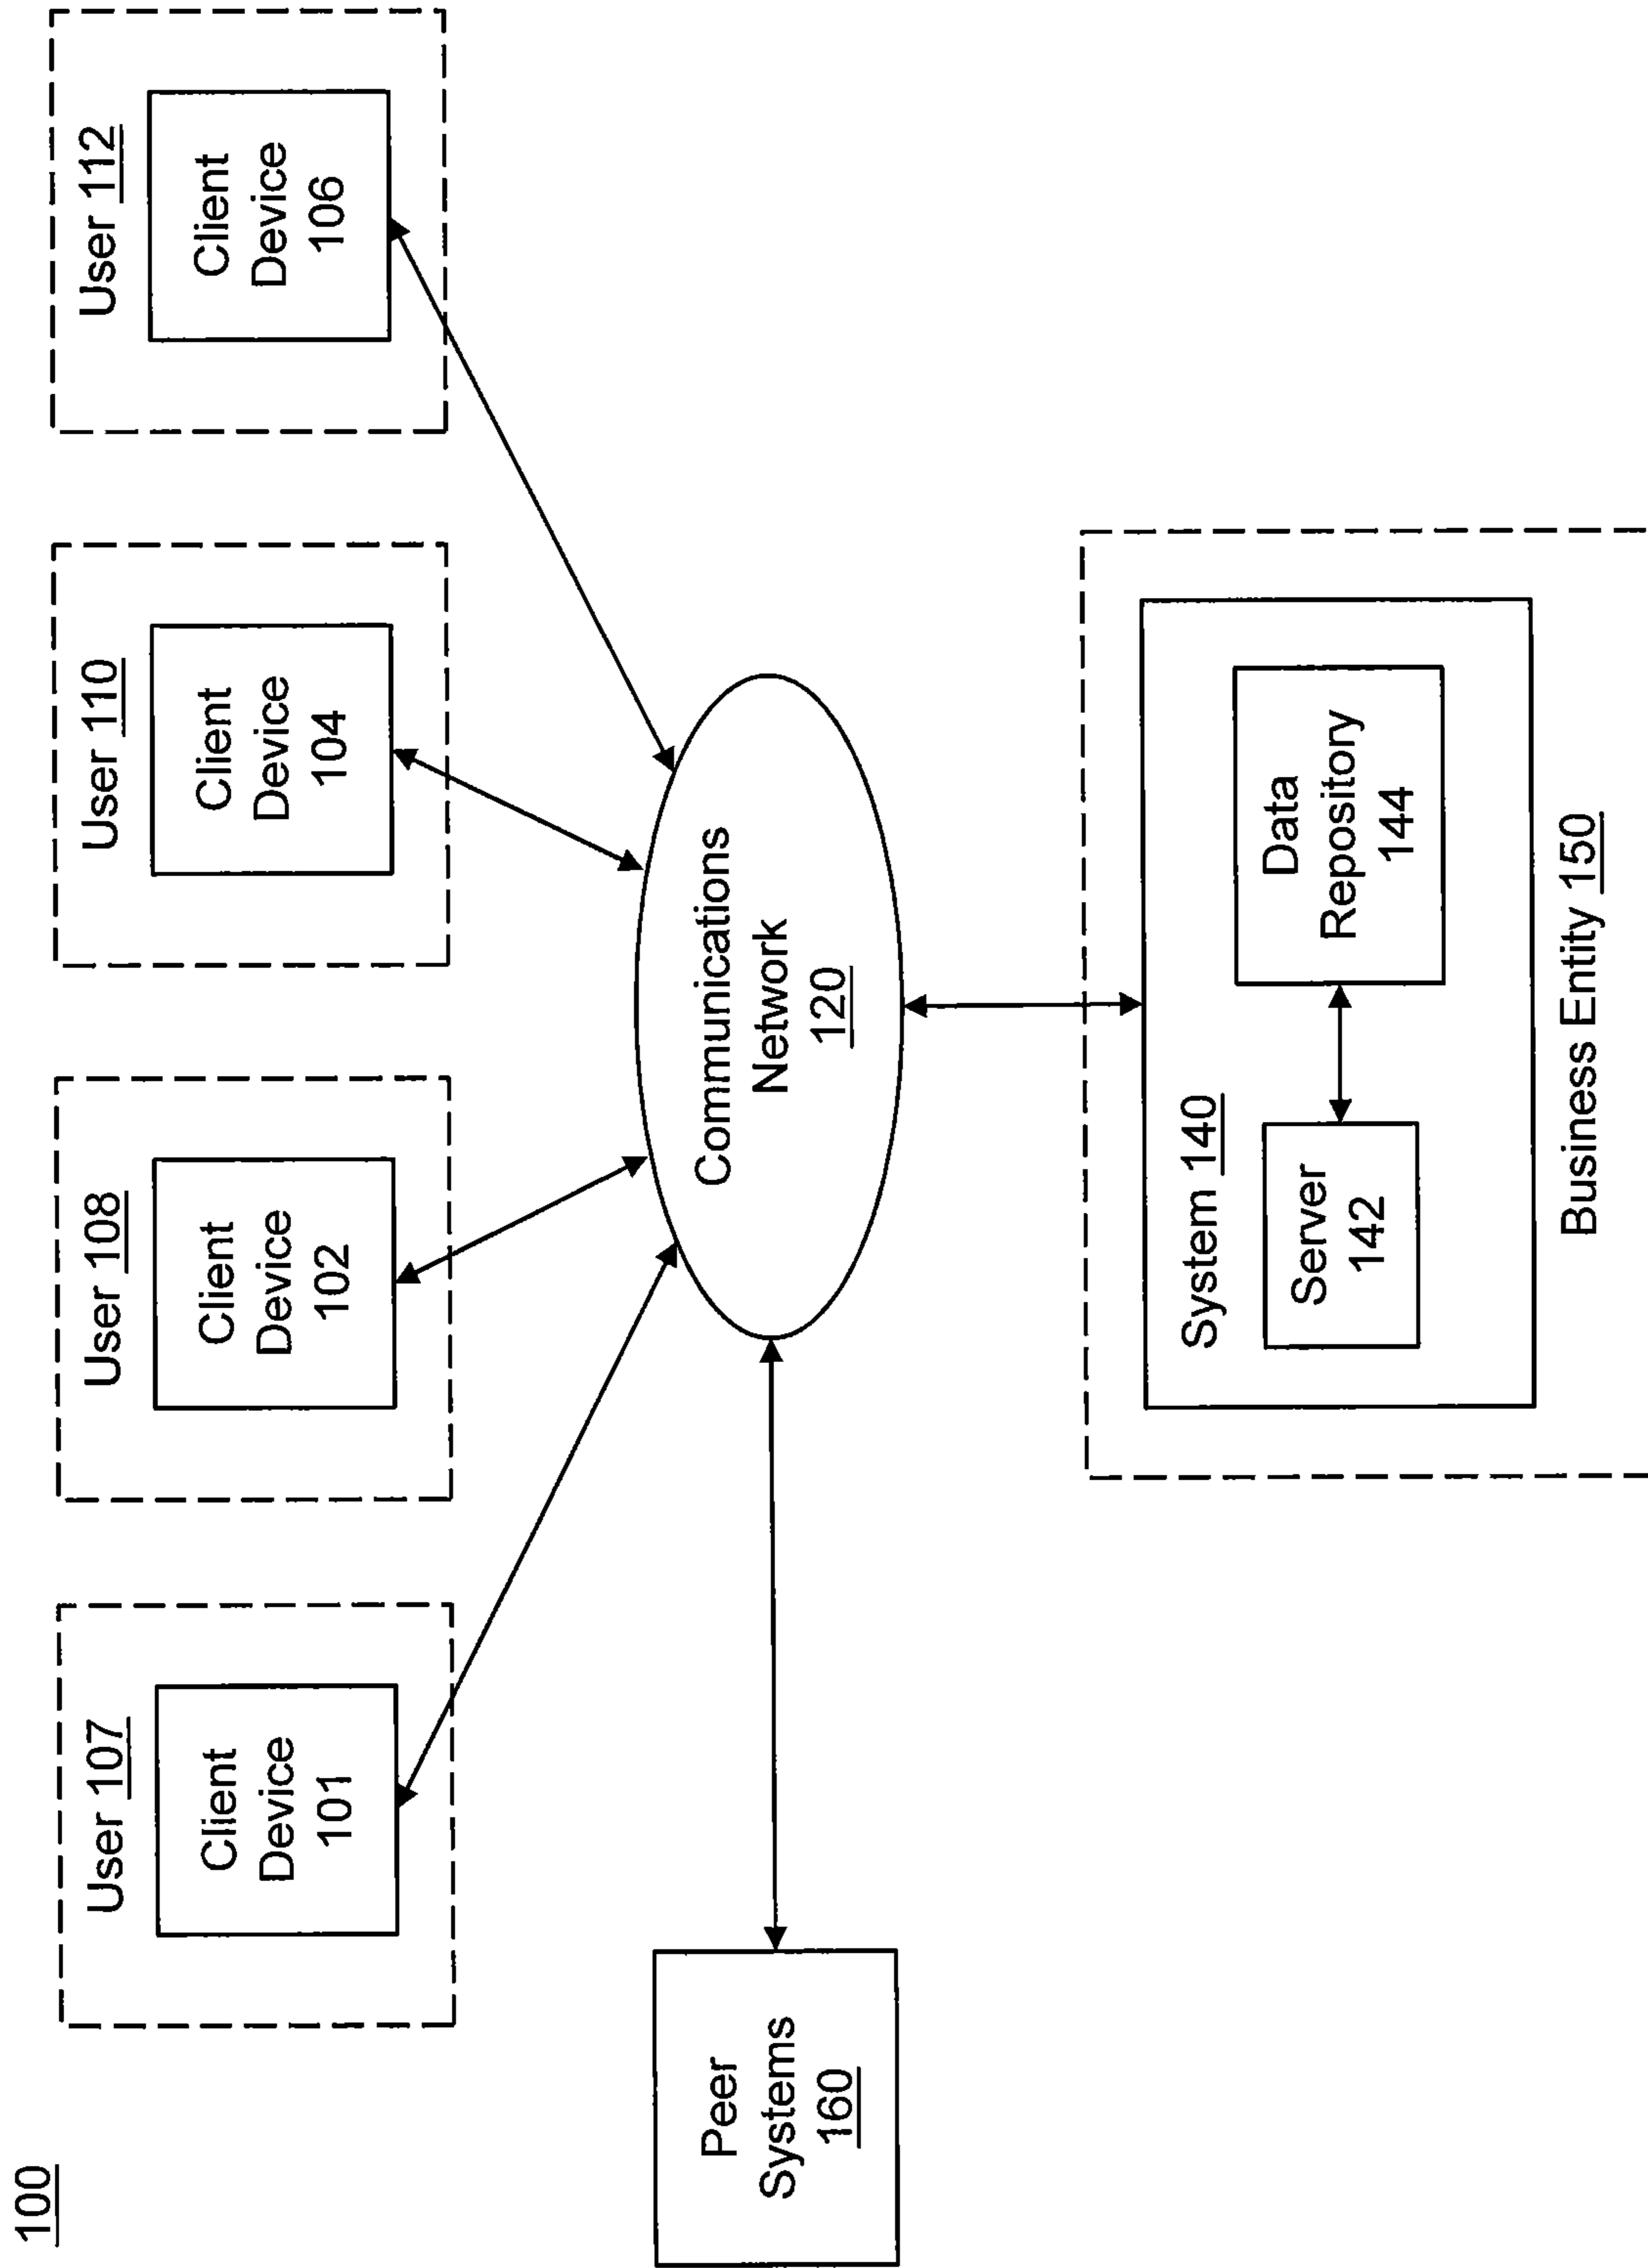 100
User 107
Client
Device
101
User 108
Client
Device
102
User 110
Client
Device
104
User 112
Client
Device
106
Peer
Systems
160
Communications
Network
120
System 140
Server
142
Data
Repository
144
Business Entity 150